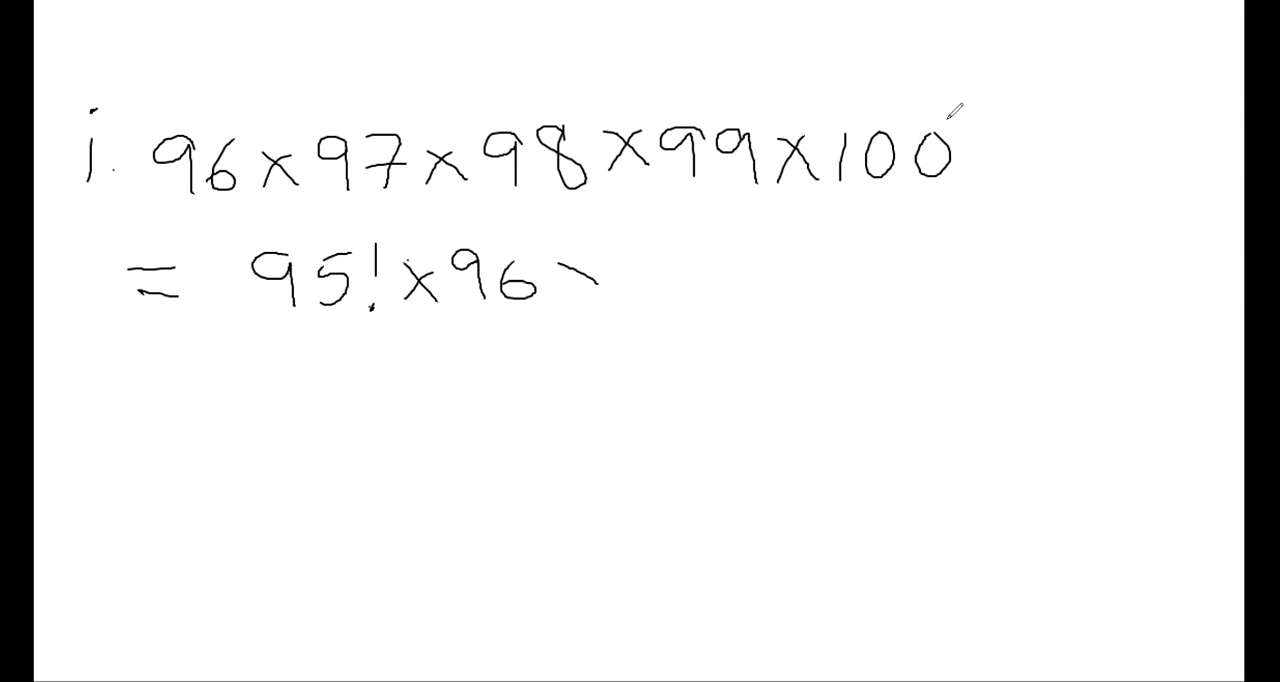 i. 96 × 97 × 98 × 99 × 100
= 95! × 96